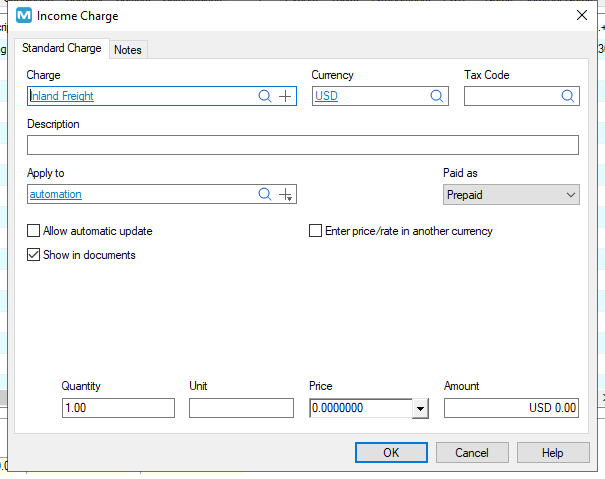 Income Charge
Standard Charge Notes
Charge Currency Tax Code
Inland Freight USD
Description
Apply to Paid as
automation Prepaid
Allow automatic update Enter price/rate in another currency
Show in documents
Quantity Unit Price Amount
1.00 0.0000000 USD 0.00
OK Cancel Help